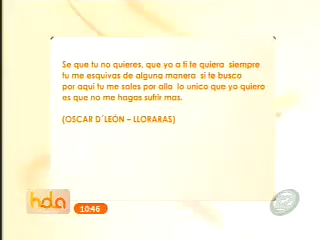 Se que tu no quieres, que yo a ti te quiera siempre
tu me esquivas de alguna manera si te busco
por aqui tu me sales por alla lo unico que yo quiero
es que no me hagas sufrir mas.
(OSCAR D´LEÓN – LLORARAS)
hola
10:46
2